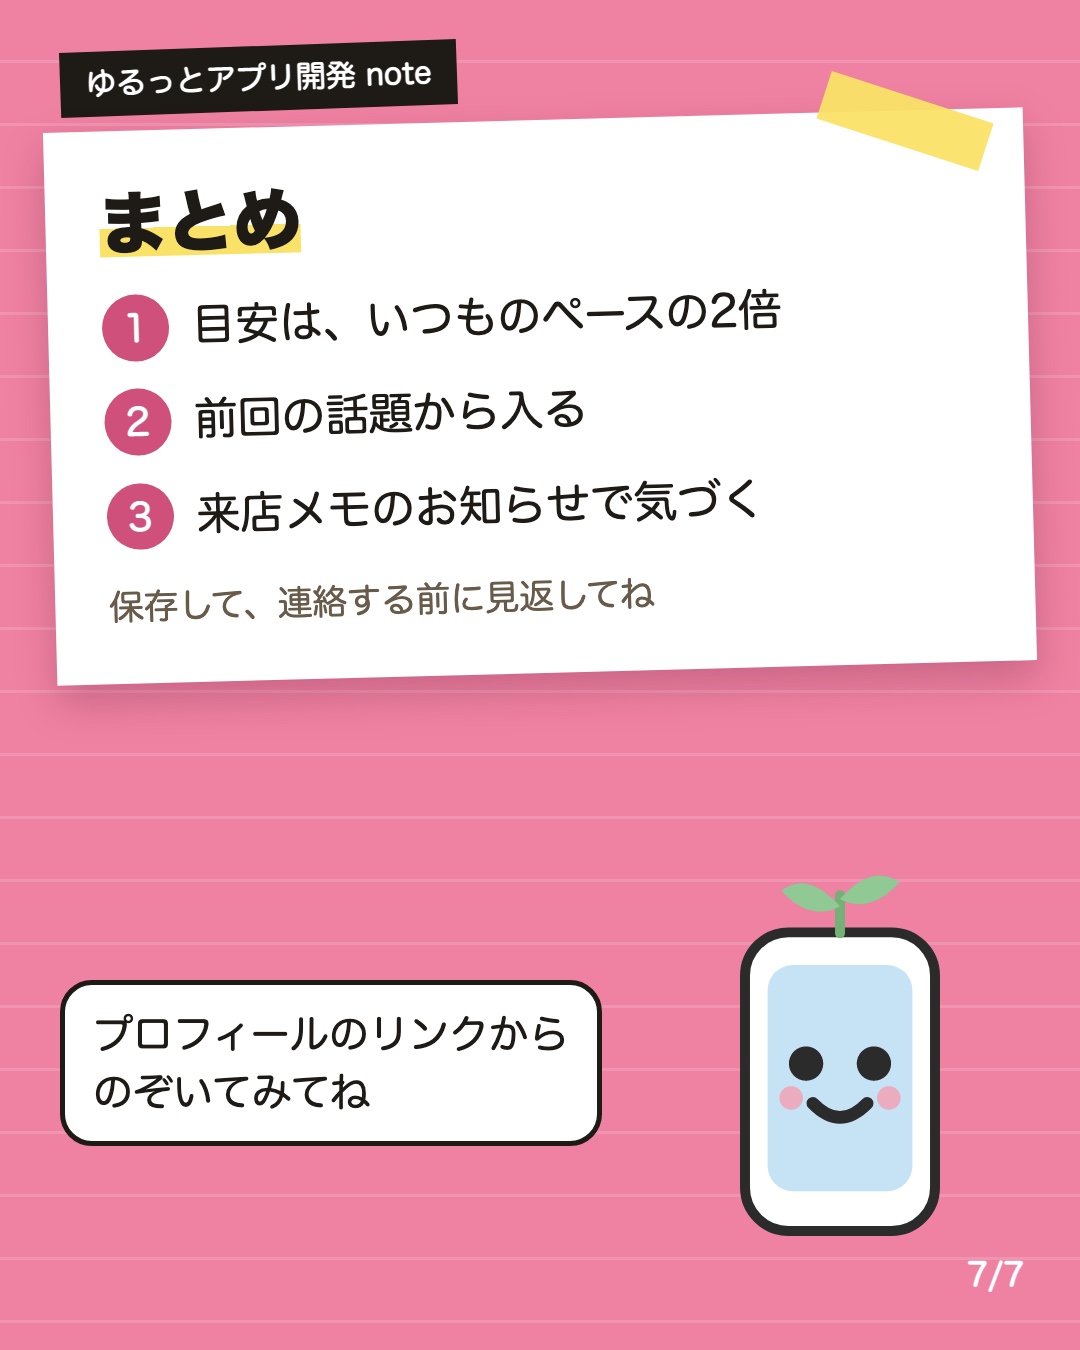 ゆるっとアプリ開発 note
まとめ
1 目安は、いつものペースの2倍
2 前回の話題から入る
3 来店メモのお知らせで気づく
保存して、連絡する前に見返してね
プロフィールのリンクから
のぞいてみてね
7/7